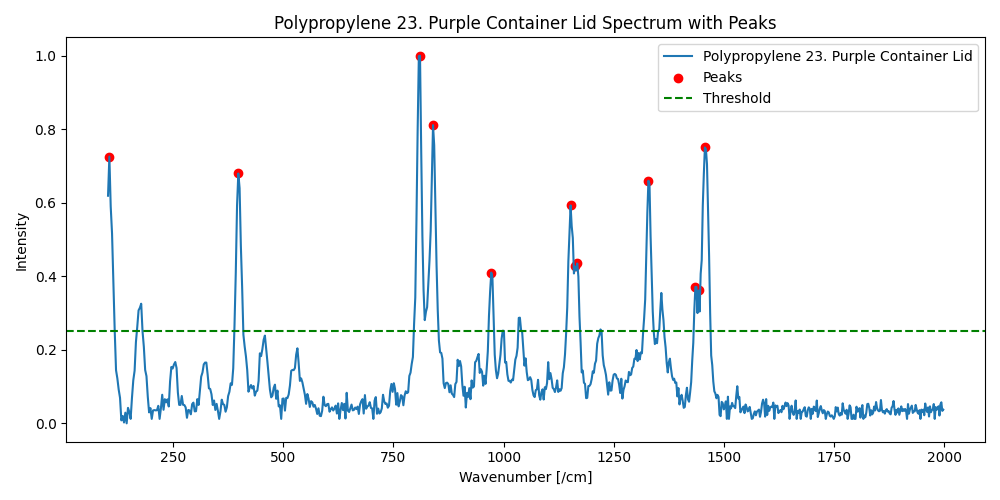 Polypropylene 23. Purple Container Lid Spectrum with Peaks
Polypropylene 23. Purple Container Lid
Peaks
Threshold
Intensity
1.0
0.8
0.6
0.4
0.2
0.0
250 500 750 1000 1250 1500 1750 2000
Wavenumber [/cm]